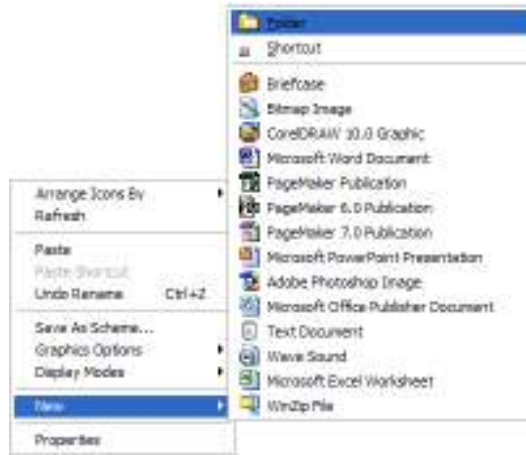 Arrange Icons By
Refresh
Paste
Paste Shortcut
Undo Rename Ctrl+Z
Save As Scheme...
Graphics Options
Display Modes
New
Properties
Folder
Shortcut
Briefcase
Bitmap Image
CorelDRAW 10.0 Graphic
Microsoft Word Document
PageMaker Publication
PageMaker 6.0 Publication
PageMaker 7.0 Publication
Microsoft PowerPoint Presentation
Adobe Photoshop Image
Microsoft Office Publisher Document
Text Document
Wave Sound
Microsoft Excel Worksheet
WinZip File